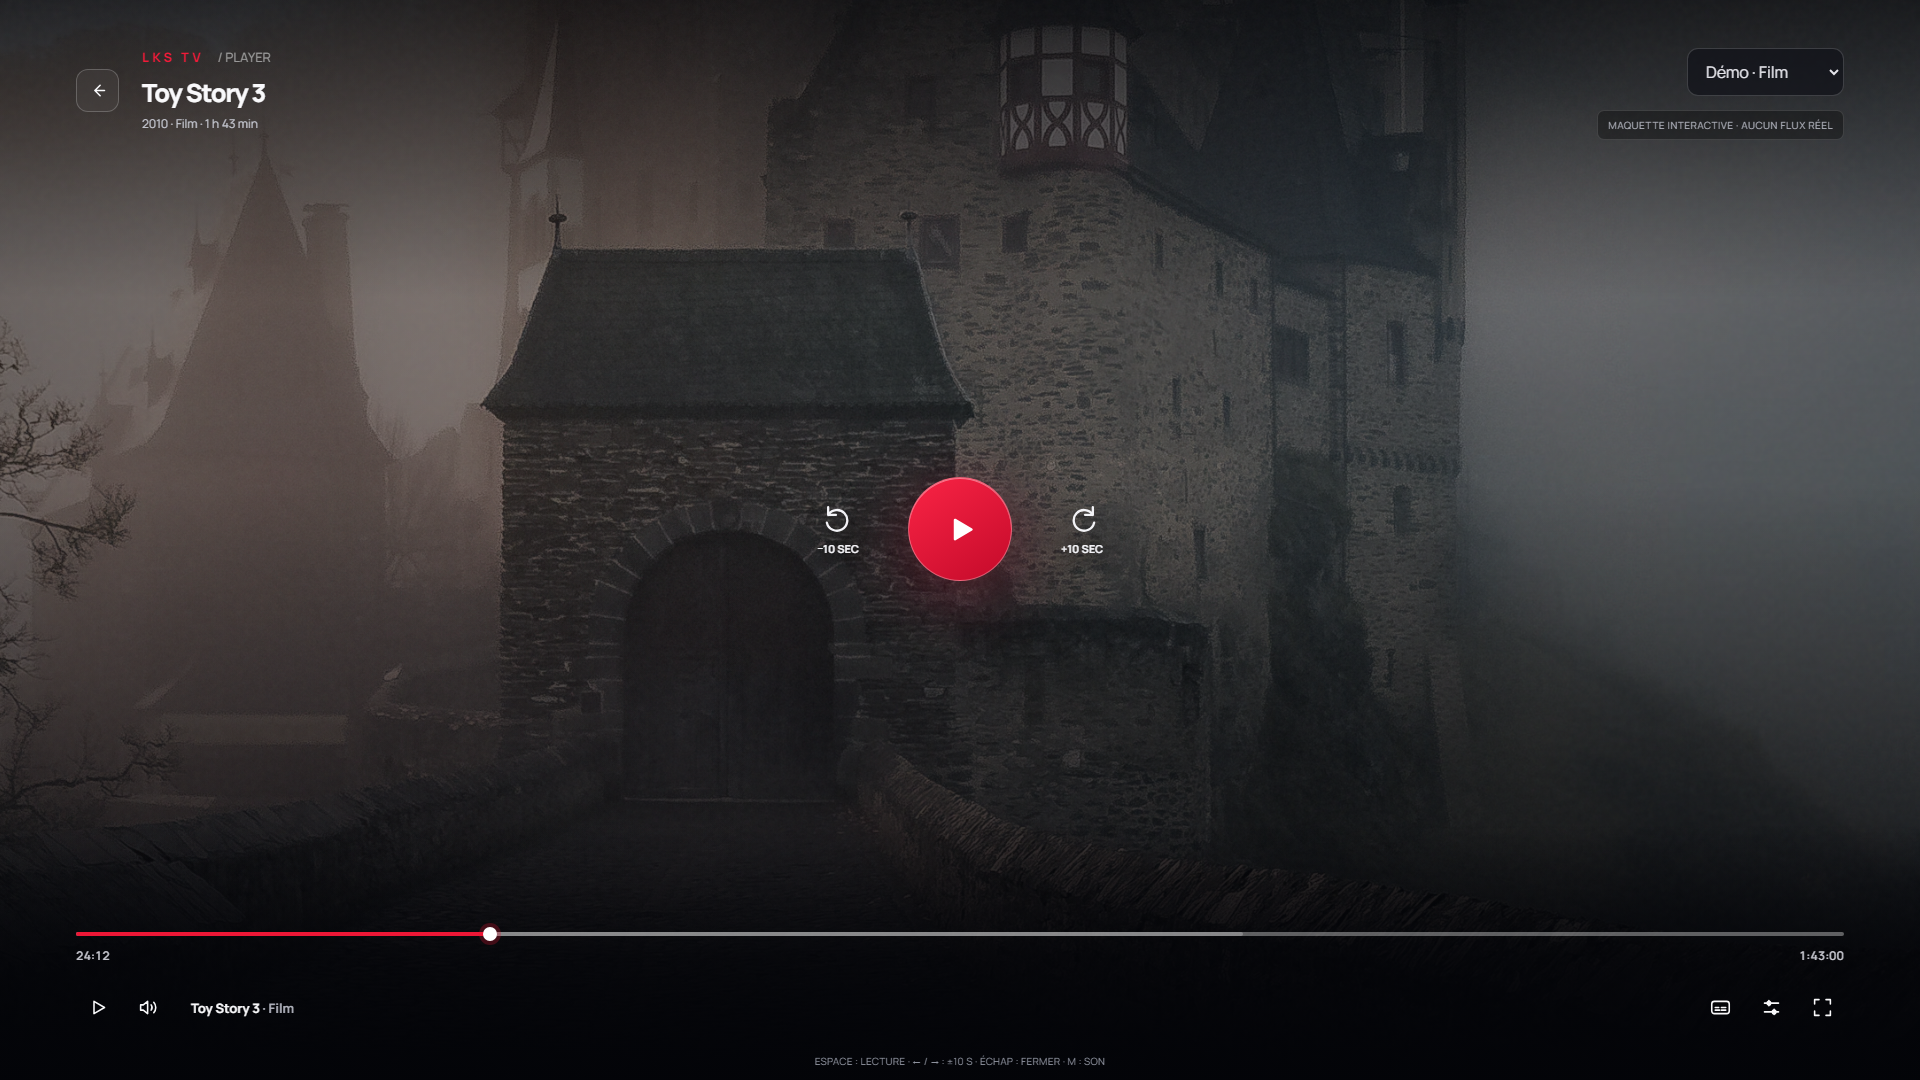 LKS TV / PLAYER
Toy Story 3
2010 · Film · 1 h 43 min
Démo · Film
MAQUETTE INTERACTIVE · AUCUN FLUX RÉEL
−10 SEC
+10 SEC
24:12
1:43:00
Toy Story 3 · Film
ESPACE : LECTURE · ← / → : ±10 S · ÉCHAP : FERMER · M : SON